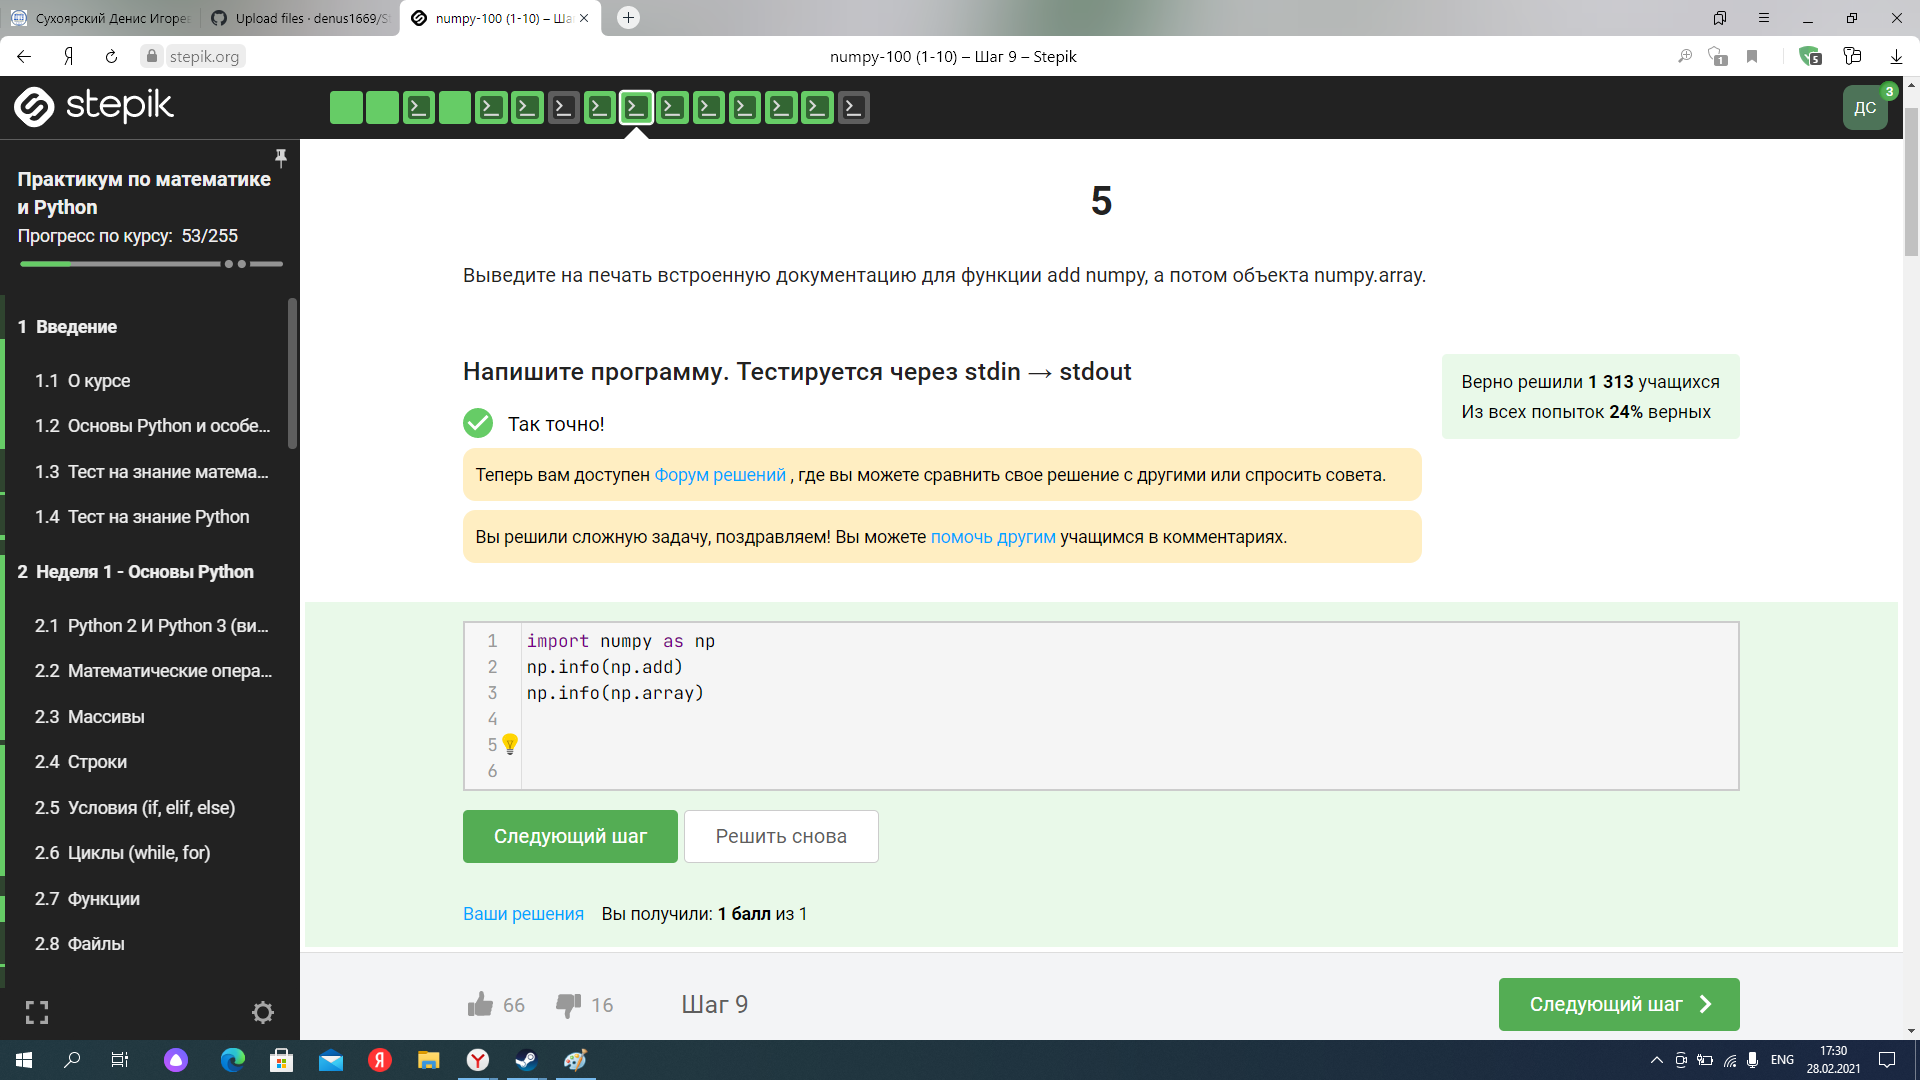 Сухоярский Денис Игорев
Upload files · denus1669/S
numpy-100 (1-10) – Ша
stepik.org
numpy-100 (1-10) – Шаг 9 – Stepik
1
5
stepik
ДС
3
Практикум по математике
и Python
Прогресс по курсу: 53/255
1 Введение
1.1 О курсе
1.2 Основы Python и особе...
1.3 Тест на знание матема...
1.4 Тест на знание Python
2 Неделя 1 - Основы Python
2.1 Python 2 И Python 3 (ви...
2.2 Математические опера...
2.3 Массивы
2.4 Строки
2.5 Условия (if, elif, else)
2.6 Циклы (while, for)
2.7 Функции
2.8 Файлы
5
Выведите на печать встроенную документацию для функции add numpy, а потом объекта numpy.array.
Напишите программу. Тестируется через stdin → stdout
Верно решили 1 313 учащихся
Из всех попыток 24% верных
Так точно!
Теперь вам доступен Форум решений , где вы можете сравнить свое решение с другими или спросить совета.
Вы решили сложную задачу, поздравляем! Вы можете помочь другим учащимся в комментариях.
1 import numpy as np
2 np.info(np.add)
3 np.info(np.array)
4
5
6
Следующий шаг
Решить снова
Ваши решения Вы получили: 1 балл из 1
66
16
Шаг 9
Следующий шаг
ENG
17:30
28.02.2021